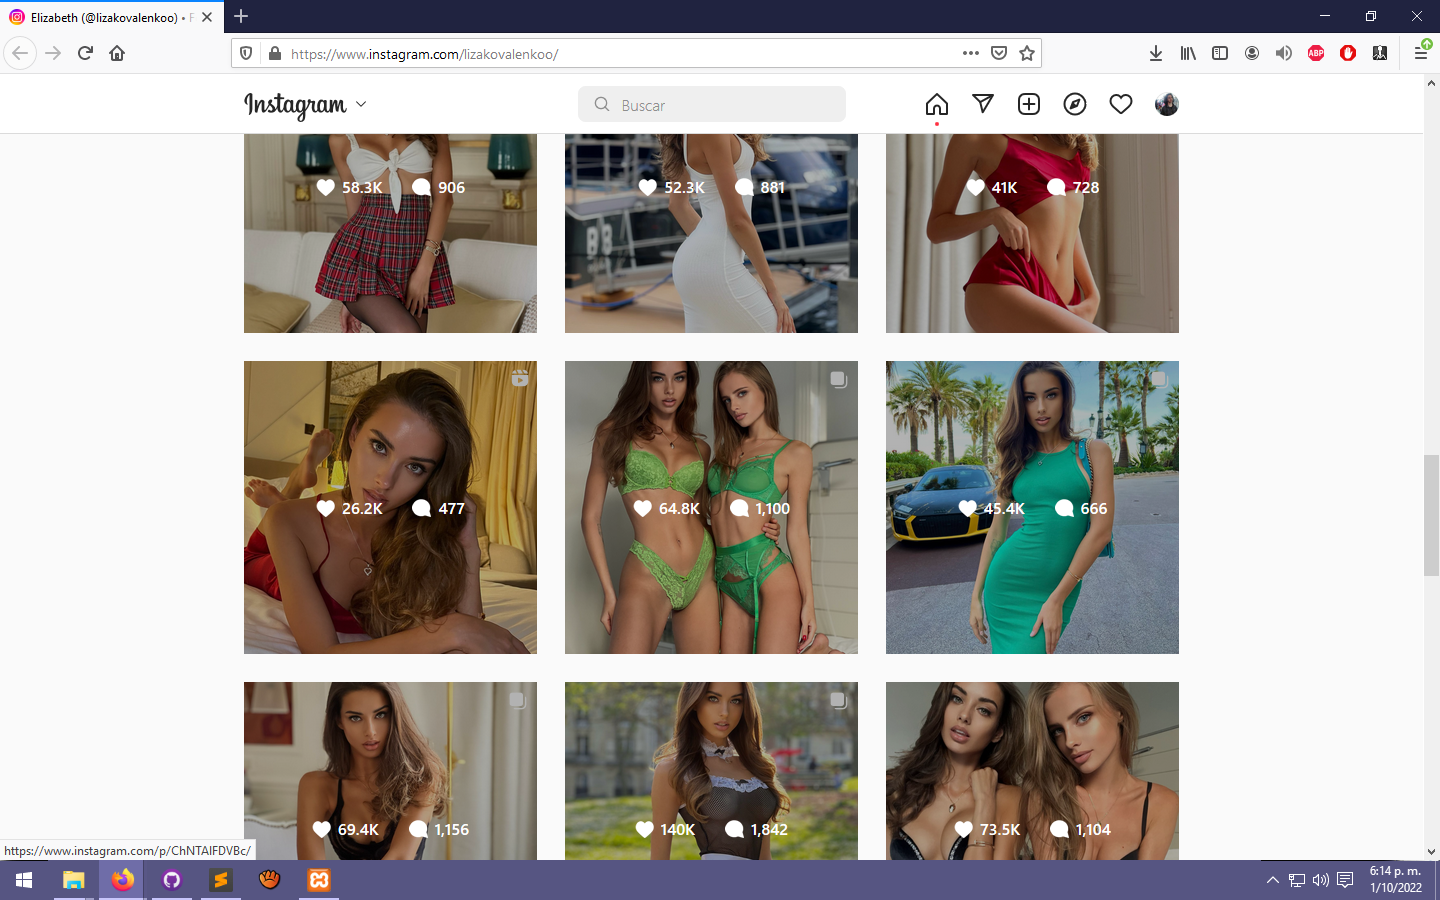 Elizabeth (@lizakovalenkoo) • F
https://www.instagram.com/lizakovalenkoo/
ABP
Instagram
Buscar
58.3K 906
52.3K 881
41K 728
B 8
26.2K 477
64.8K 1,100
45.4K 666
69.4K 1,156
140K 1,842
73.5K 1,104
https://www.instagram.com/p/ChNTAIFDVBc/
6:14 p. m.
1/10/2022